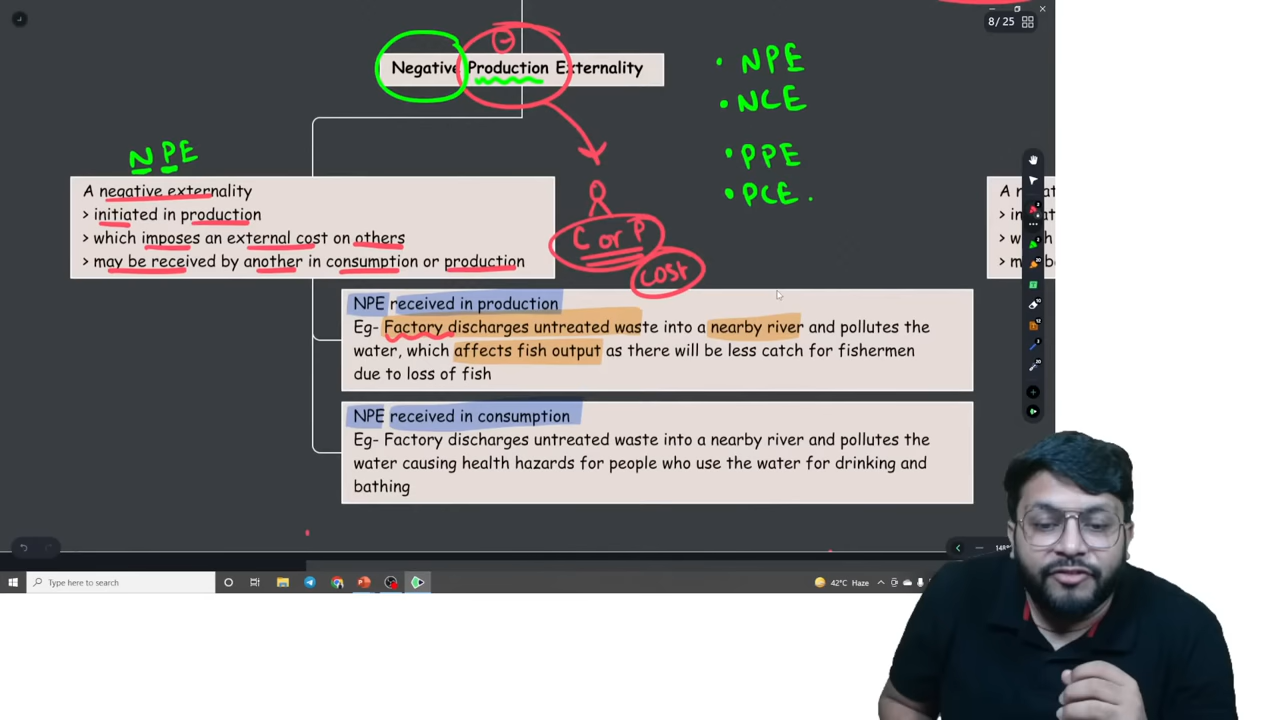 8/25
Negative Production Externality
• NPE
• NCE
• PPE
• PCE.
NPE
A negative externality
> initiated in production
> which imposes an external cost on others
> may be received by another in consumption or production
C or P
cost
NPE received in production
Eg- Factory discharges untreated waste into a nearby river and pollutes the
water, which affects fish output as there will be less catch for fishermen
due to loss of fish
NPE received in consumption
Eg- Factory discharges untreated waste into a nearby river and pollutes the
water causing health hazards for people who use the water for drinking and
bathing
Type here to search
42°C Haze